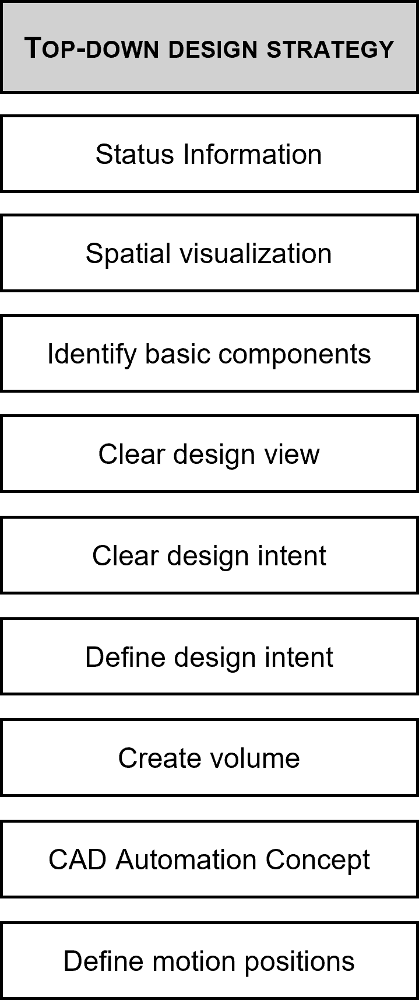 TOP-DOWN DESIGN STRATEGY
Status Information
Spatial visualization
Identify basic components
Clear design view
Clear design intent
Define design intent
Create volume
CAD Automation Concept
Define motion positions